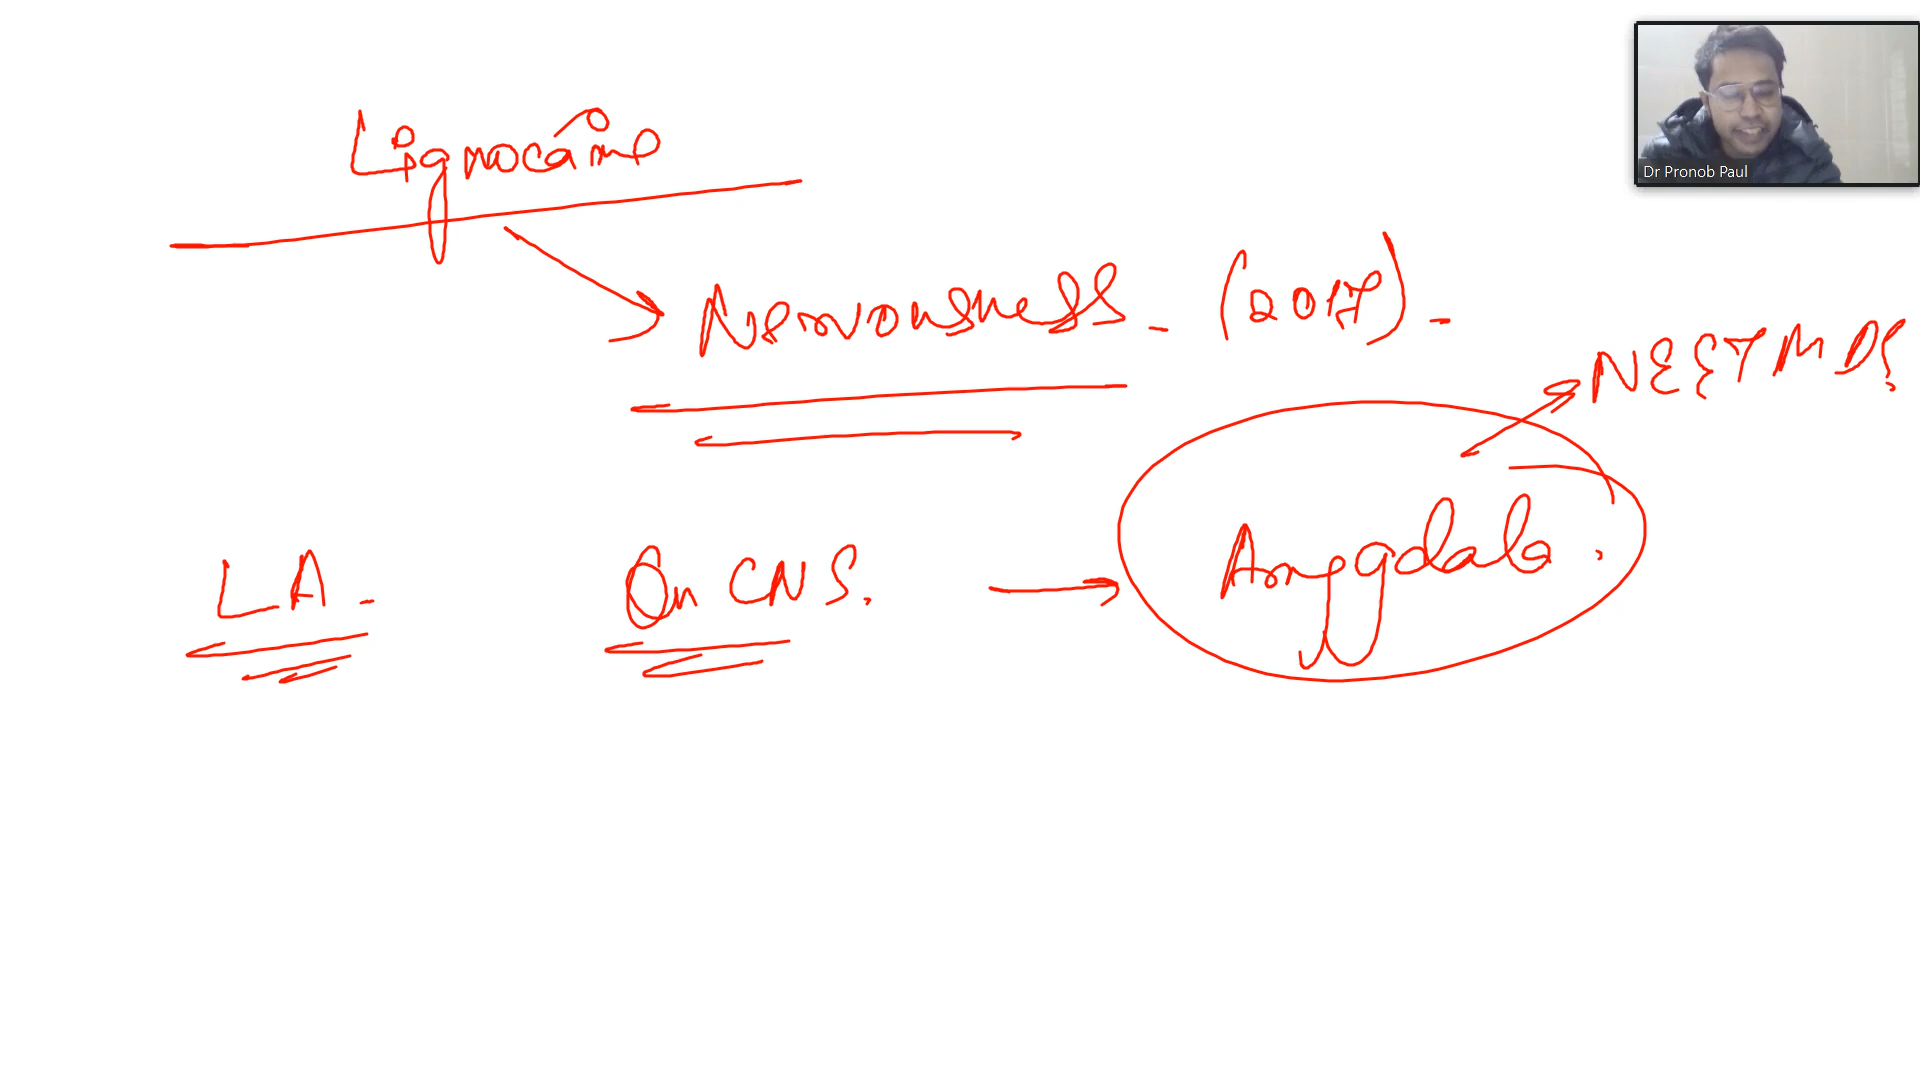 Dr Pronob Paul
Lignocaine
Nervousness - (2017) -
NEET MDS
LA - On CNS. → Amygdala.